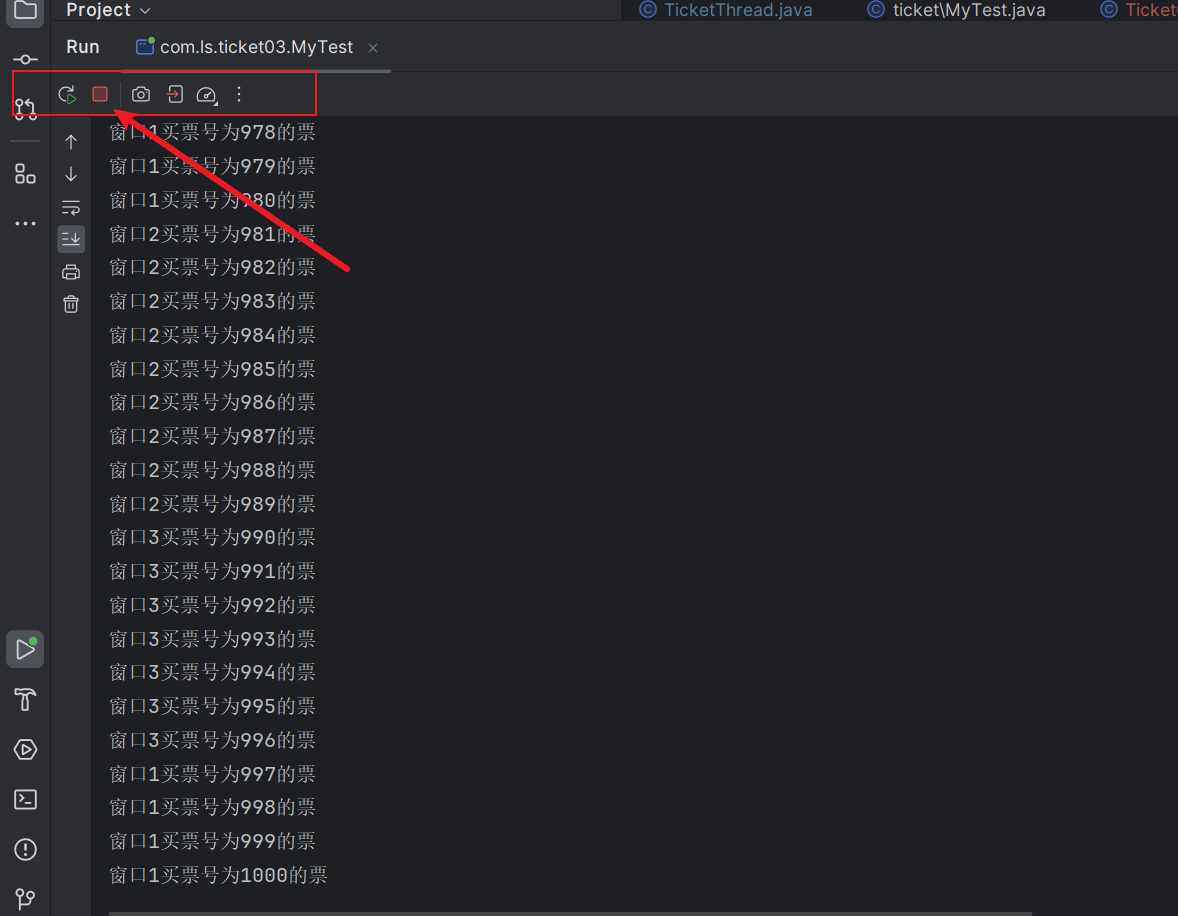 Project
TicketThread.java
ticket\MyTest.java
Ticket
Run
com.ls.ticket03.MyTest
窗口1买票号为978的票
窗口1买票号为979的票
窗口1买票号为980的票
窗口2买票号为981的票
窗口2买票号为982的票
窗口2买票号为983的票
窗口2买票号为984的票
窗口2买票号为985的票
窗口2买票号为986的票
窗口2买票号为987的票
窗口2买票号为988的票
窗口2买票号为989的票
窗口3买票号为990的票
窗口3买票号为991的票
窗口3买票号为992的票
窗口3买票号为993的票
窗口3买票号为994的票
窗口3买票号为995的票
窗口3买票号为996的票
窗口1买票号为997的票
窗口1买票号为998的票
窗口1买票号为999的票
窗口1买票号为1000的票